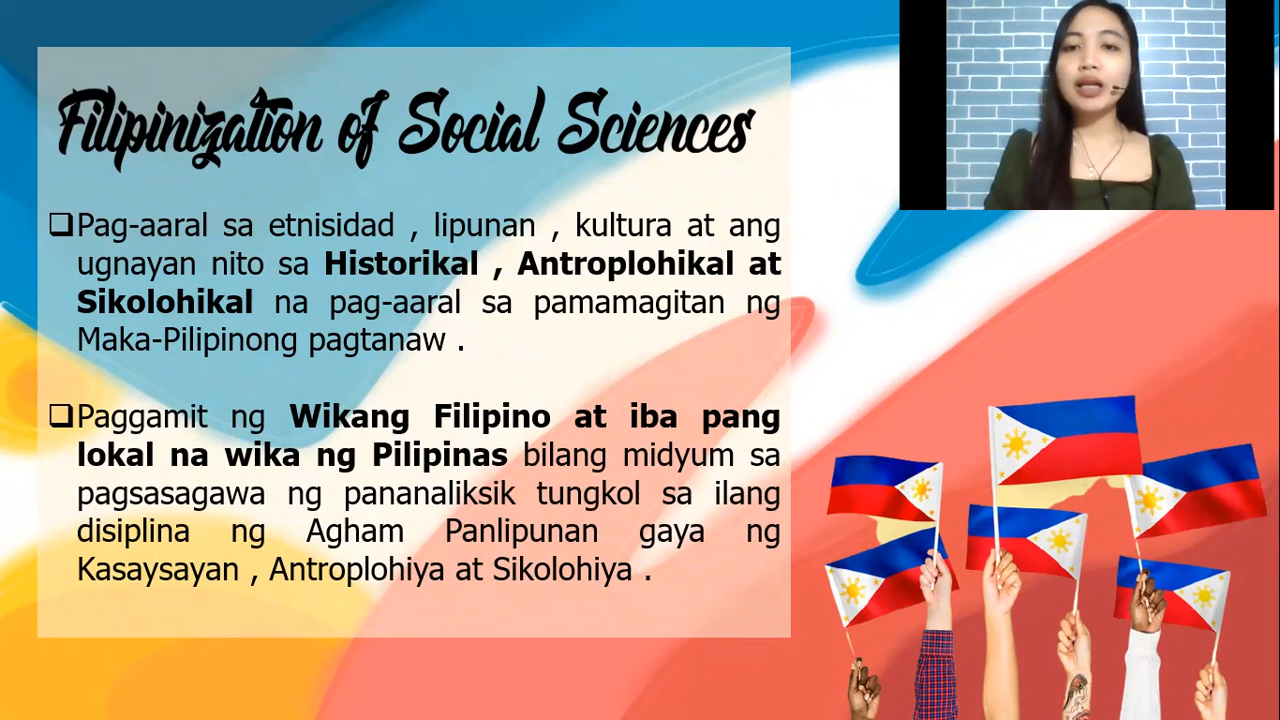 Filipinization of Social Sciences
❑Pag-aaral sa etnisidad , lipunan , kultura at ang
ugnayan nito sa Historikal , Antroplohikal at
Sikolohikal na pag-aaral sa pamamagitan ng
Maka-Pilipinong pagtanaw .
❑Paggamit ng Wikang Filipino at iba pang
lokal na wika ng Pilipinas bilang midyum sa
pagsasagawa ng pananaliksik tungkol sa ilang
disiplina ng Agham Panlipunan gaya ng
Kasaysayan , Antroplohiya at Sikolohiya .